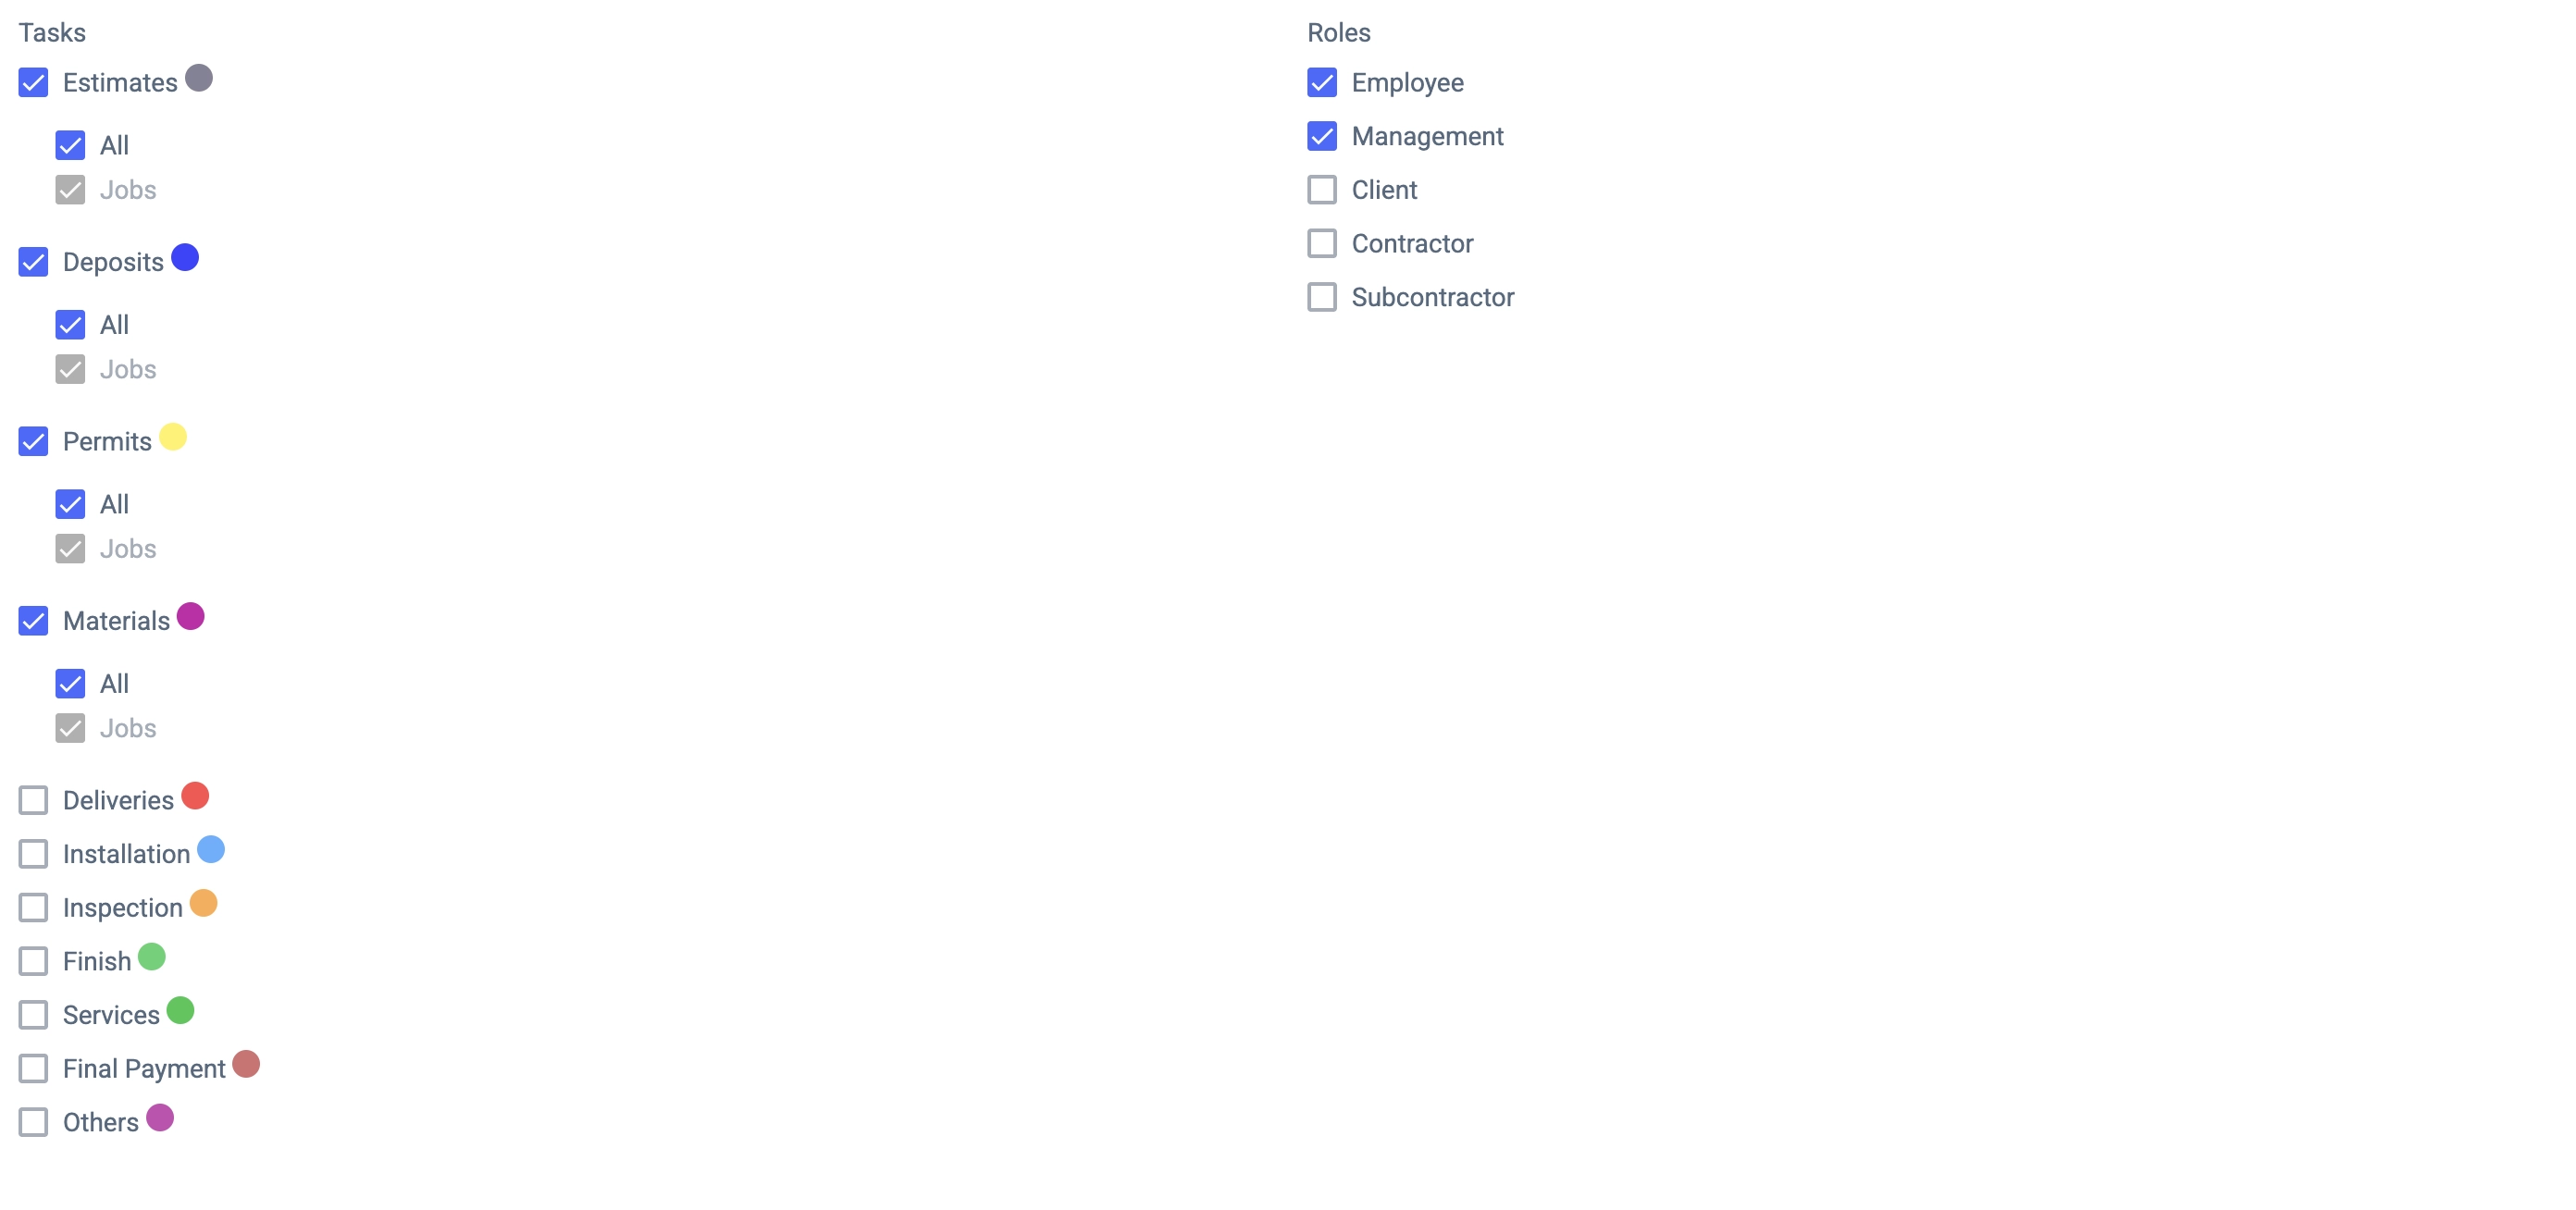 Tasks
Estimates
All
Jobs
Deposits
All
Jobs
Permits
All
Jobs
Materials
All
Jobs
Deliveries
Installation
Inspection
Finish
Services
Final Payment
Others
Roles
Employee
Management
Client
Contractor
Subcontractor